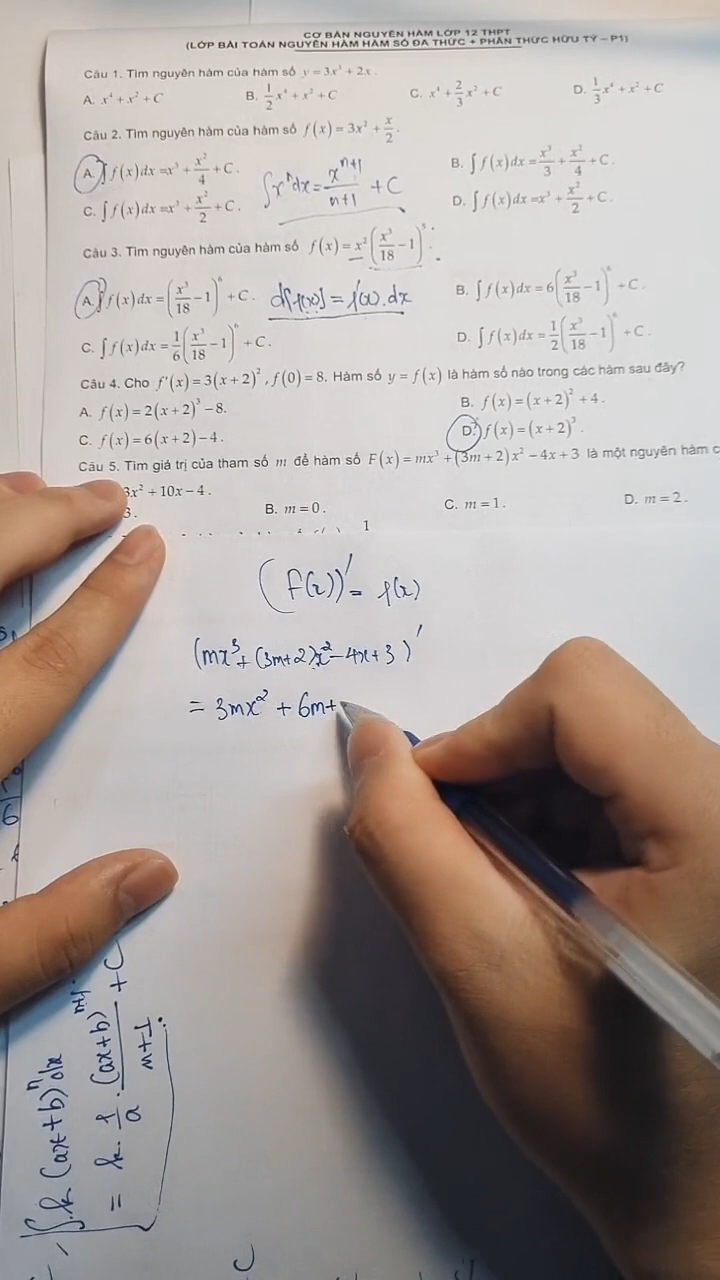 CƠ BẢN NGUYÊN HÀM LỚP 12 THPT
(LỚP BÀI TOÁN NGUYÊN HÀM HÀM SỐ ĐA THỨC + PHÂN THỨC HỮU TỶ – P1)
Câu 1. Tìm nguyên hàm của hàm số y = 3x³ + 2x.
A. x⁴ + x² + C B. 1/2 x⁴ + x² + C C. x⁴ + 2/3 x² + C D. 1/3 x⁴ + x² + C
Câu 2. Tìm nguyên hàm của hàm số f(x) = 3x² + x/2.
A. ∫f(x)dx = x³ + x²/4 + C. B. ∫f(x)dx = x³/3 + x²/4 + C.
∫xⁿdx = xⁿ⁺¹/(n+1) + C
C. ∫f(x)dx = x³ + x²/2 + C. D. ∫f(x)dx = x³ + x²/2 + C.
Câu 3. Tìm nguyên hàm của hàm số f(x) = x²(x³/18 − 1)⁵.
A. ∫f(x)dx = (x³/18 − 1)⁶ + C. d[f(x)] = f'(x).dx B. ∫f(x)dx = 6(x³/18 − 1)⁶ + C.
C. ∫f(x)dx = 1/6 (x³/18 − 1)⁶ + C. D. ∫f(x)dx = 1/2 (x³/18 − 1)⁶ + C.
Câu 4. Cho f'(x) = 3(x+2)², f(0) = 8. Hàm số y = f(x) là hàm số nào trong các hàm sau đây?
A. f(x) = 2(x+2)³ − 8. B. f(x) = (x+2)² + 4.
C. f(x) = 6(x+2) − 4. D. f(x) = (x+2)³.
Câu 5. Tìm giá trị của tham số m để hàm số F(x) = mx³ + (3m+2)x² − 4x + 3 là một nguyên hàm c
3x² + 10x − 4.
3. B. m = 0. C. m = 1. D. m = 2.
1
(F(x))' = f(x)
(mx³ + (3m+2)x² − 4x + 3)'
= 3mx² + 6m+
∫k(ax+b)ⁿdx
= k. 1/a . (ax+b)ⁿ⁺¹/(n+1) + C